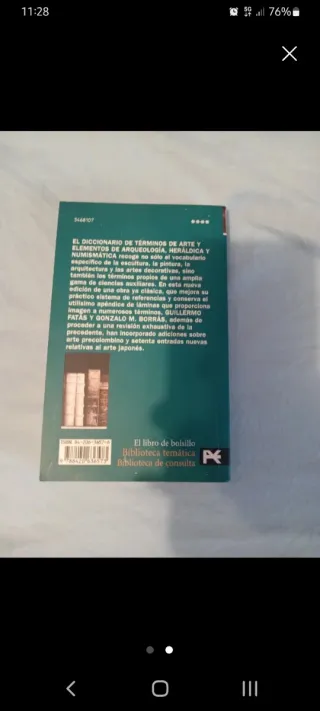 11:28
5G
76%
3466107
EL DICCIONARIO DE TÉRMINOS DE ARTE Y
ELEMENTOS DE ARQUEOLOGÍA, HERÁLDICA Y
NUMISMÁTICA recoge no sólo el vocabulario
específico de la escultura, la pintura, la
arquitectura y las artes decorativas, sino
también los términos propios de una amplia
gama de ciencias auxiliares. En esta nueva
edición de una obra ya clásica, que mejora su
práctico sistema de referencias y conserva el
utilísimo apéndice de láminas que proporciona
imagen a numerosos términos, GUILLERMO
FATÁS Y GONZALO M. BORRÁS, además de
proceder a una revisión exhaustiva de la
precedente, han incorporado adiciones sobre
arte precolombino y setenta entradas nuevas
relativas al arte japonés.
El libro de bolsillo
Biblioteca temática
Biblioteca de consulta